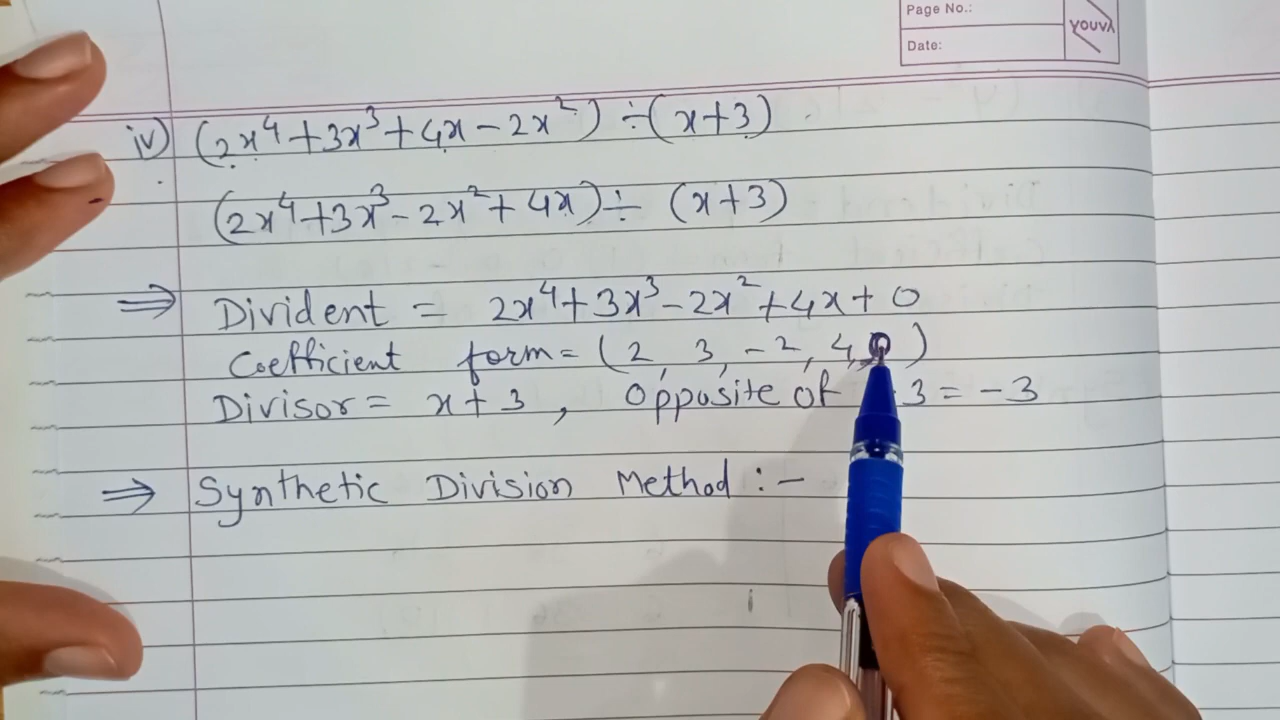 Page No.:
YOUVA
Date:
iv) (2x⁴+3x³+4x-2x²)÷(x+3)
(2x⁴+3x³-2x²+4x)÷(x+3)
⇒ Divident = 2x⁴+3x³-2x²+4x+0
Coefficient form=(2, 3, -2, 4, 0)
Divisor= x+3, Opposite of 3 = -3
⇒ Synthetic Division Method :-